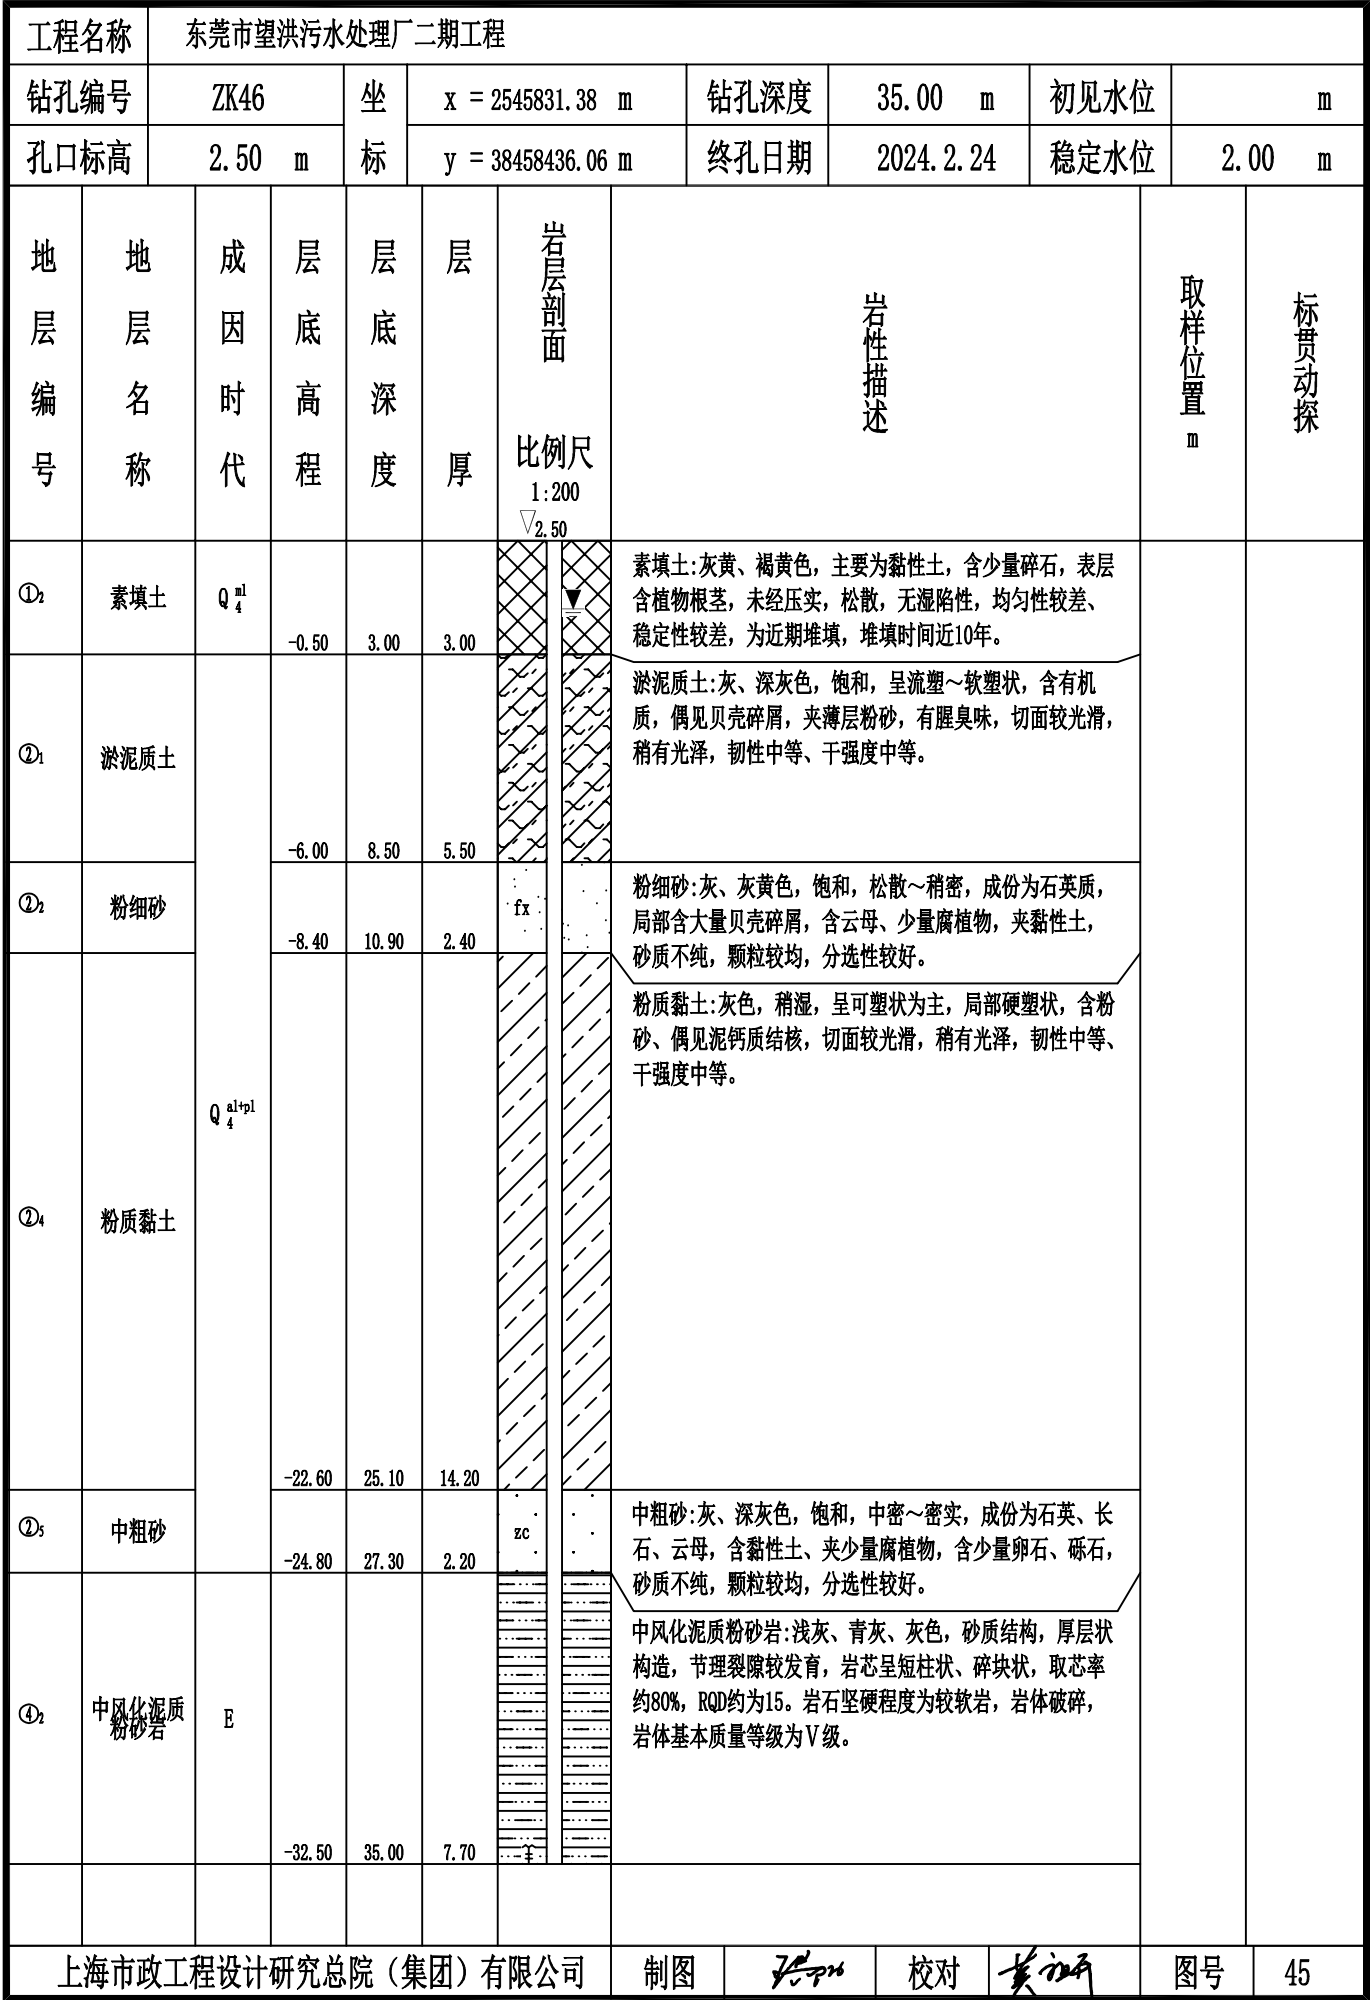 工程名称 东莞市望洪污水处理厂二期工程
钻孔编号 ZK46 坐标 x = 2545831.38 m 钻孔深度 35.00 m 初见水位 m
孔口标高 2.50 m y = 38458436.06 m 终孔日期 2024.2.24 稳定水位 2.00 m
地层编号 地层名称 成因时代 层底高程 层底深度 层厚 岩层剖面 比例尺 1:200 岩性描述 取样位置 m 标贯动探
2.50
①2 素填土 Q4 ml -0.50 3.00 3.00
素填土:灰黄、褐黄色，主要为黏性土，含少量碎石，表层
含植物根茎，未经压实，松散，无湿陷性，均匀性较差、
稳定性较差，为近期堆填，堆填时间近10年。
②1 淤泥质土 -6.00 8.50 5.50
淤泥质土:灰、深灰色，饱和，呈流塑～软塑状，含有机
质，偶见贝壳碎屑，夹薄层粉砂，有腥臭味，切面较光滑，
稍有光泽，韧性中等、干强度中等。
②2 粉细砂 -8.40 10.90 2.40 fx
粉细砂:灰、灰黄色，饱和，松散～稍密，成份为石英质，
局部含大量贝壳碎屑，含云母、少量腐植物，夹黏性土，
砂质不纯，颗粒较均，分选性较好。
②4 粉质黏土 Q4 al+pl -22.60 25.10 14.20
粉质黏土:灰色，稍湿，呈可塑状为主，局部硬塑状，含粉
砂、偶见泥钙质结核，切面较光滑，稍有光泽，韧性中等、
干强度中等。
②5 中粗砂 -24.80 27.30 2.20 zc
中粗砂:灰、深灰色，饱和，中密～密实，成份为石英、长
石、云母，含黏性土、夹少量腐植物，含少量卵石、砾石，
砂质不纯，颗粒较均，分选性较好。
④2 中风化泥质粉砂岩 E -32.50 35.00 7.70
中风化泥质粉砂岩:浅灰、青灰、灰色，砂质结构，厚层状
构造，节理裂隙较发育，岩芯呈短柱状、碎块状，取芯率
约80%，RQD约为15。岩石坚硬程度为较软岩，岩体破碎，
岩体基本质量等级为Ⅴ级。
上海市政工程设计研究总院（集团）有限公司 制图 校对 图号 45